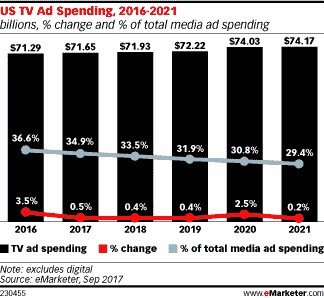 US TV Ad Spending, 2016-2021
billions, % change and % of total media ad spending
$71.29 $71.65 $71.93 $72.22 $74.03 $74.17
36.6% 34.9% 33.5% 31.9% 30.8% 29.4%
3.5% 0.5% 0.4% 0.4% 2.5% 0.2%
2016 2017 2018 2019 2020 2021
TV ad spending % change % of total media ad spending
Note: excludes digital
Source: eMarketer, Sep 2017
230455 www.eMarketer.com